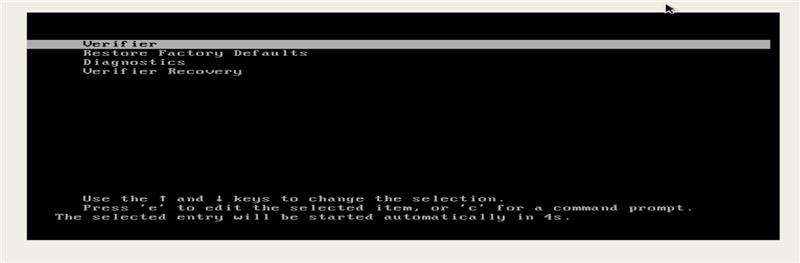 Verifier
Restore Factory Defaults
Diagnostics
Verifier Recovery
Use the ↑ and ↓ keys to change the selection.
Press 'e' to edit the selected item, or 'c' for a command prompt.
The selected entry will be started automatically in 4s.